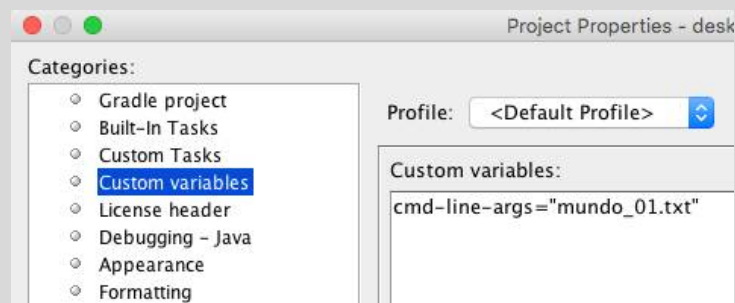 Project Properties - desk
Categories:
Gradle project
Built-In Tasks
Custom Tasks
Custom variables
License header
Debugging - Java
Appearance
Formatting
Profile: <Default Profile>
Custom variables:
cmd-line-args="mundo_01.txt"